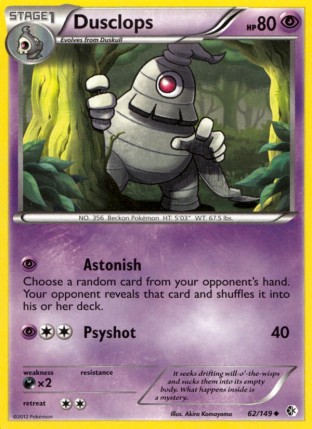 STAGE1 Dusclops HP80
Evolves from Duskull
NO. 356 Beckon Pokémon HT. 5'03" WT. 67.5 lbs.
Astonish
Choose a random card from your opponent's hand.
Your opponent reveals that card and shuffles it into
his or her deck.
Psyshot 40
weakness resistance
×2
retreat
It seeks drifting will-o'-the-wisps
and sucks them into its empty
body. What happens inside is
a mystery.
©2012 Pokémon illus. Akira Komayama 62/149